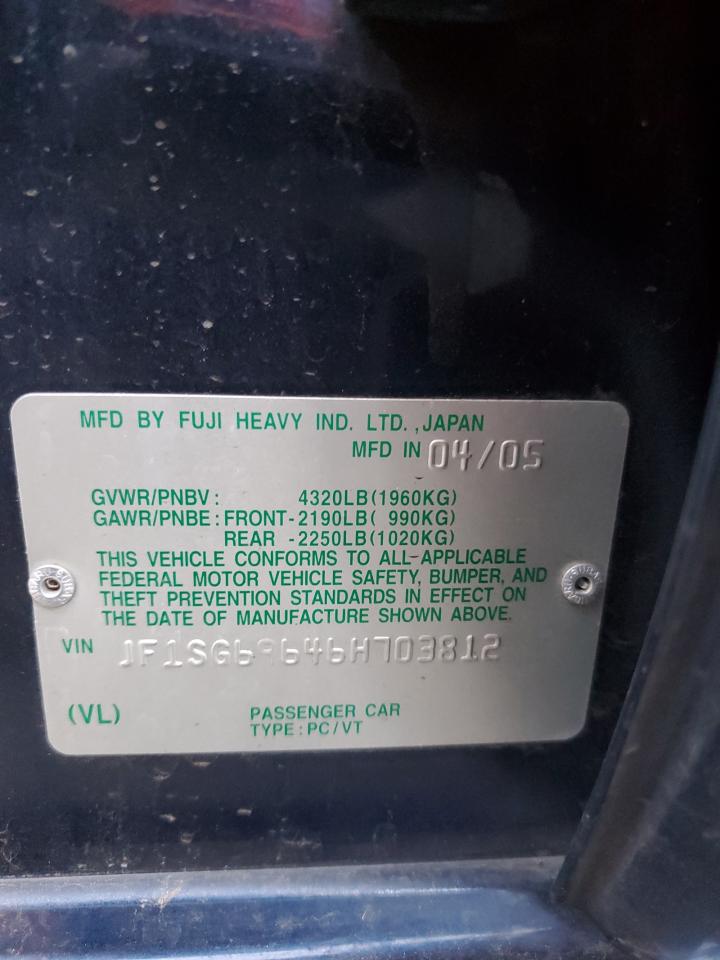 MFD BY FUJI HEAVY IND. LTD., JAPAN
MFD IN 04/05
GVWR/PNBV: 4320LB(1960KG)
GAWR/PNBE: FRONT-2190LB( 990KG)
REAR -2250LB(1020KG)
THIS VEHICLE CONFORMS TO ALL APPLICABLE
FEDERAL MOTOR VEHICLE SAFETY, BUMPER, AND
THEFT PREVENTION STANDARDS IN EFFECT ON
THE DATE OF MANUFACTURE SHOWN ABOVE.
VIN JF1SG69646H703812
(VL) PASSENGER CAR
TYPE: PC/VT